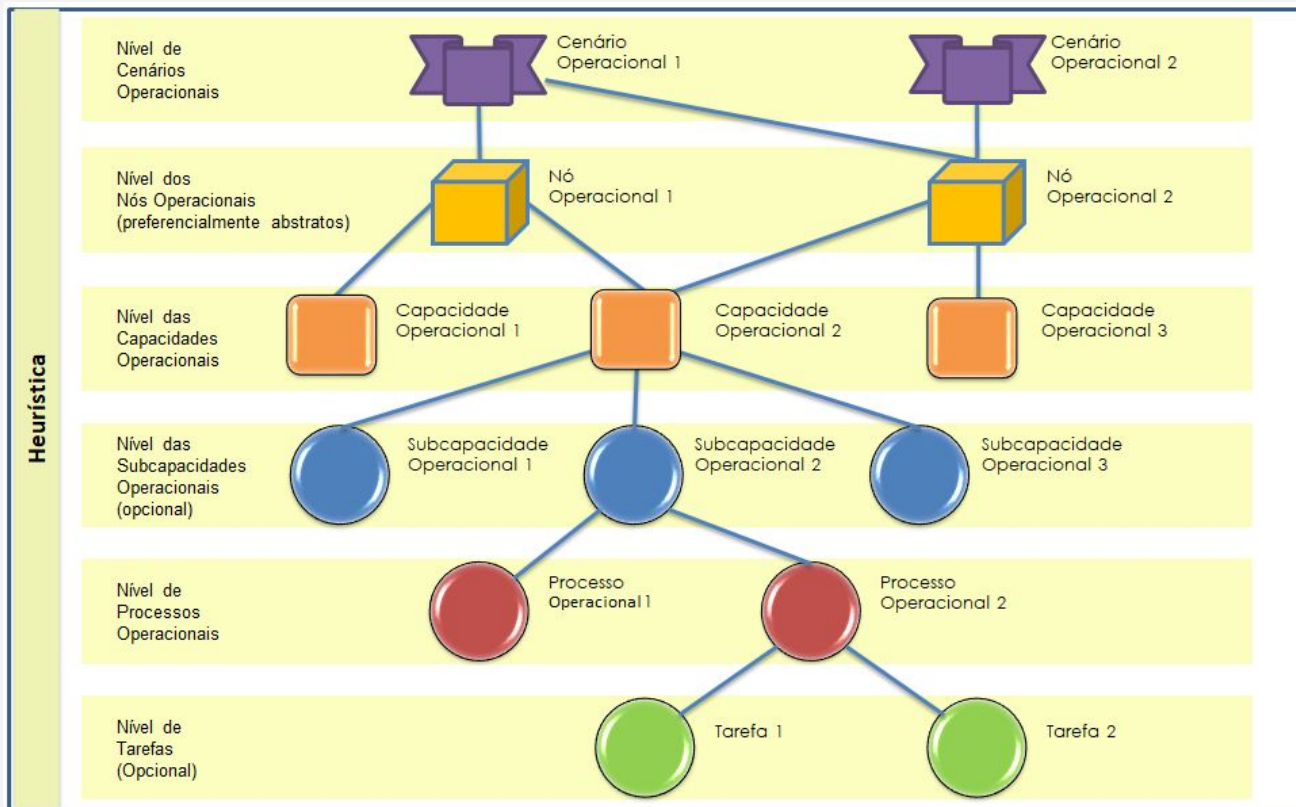 Heurística
Nível de
Cenários
Operacionais
Cenário
Operacional 1
Cenário
Operacional 2
Nível dos
Nós Operacionais
(preferencialmente abstratos)
Nó
Operacional 1
Nó
Operacional 2
Nível das
Capacidades
Operacionais
Capacidade
Operacional 1
Capacidade
Operacional 2
Capacidade
Operacional 3
Nível das
Subcapacidades
Operacionais
(opcional)
Subcapacidade
Operacional 1
Subcapacidade
Operacional 2
Subcapacidade
Operacional 3
Nível de
Processos
Operacionais
Processo
Operacional1
Processo
Operacional 2
Nível de
Tarefas
(Opcional)
Tarefa 1
Tarefa 2